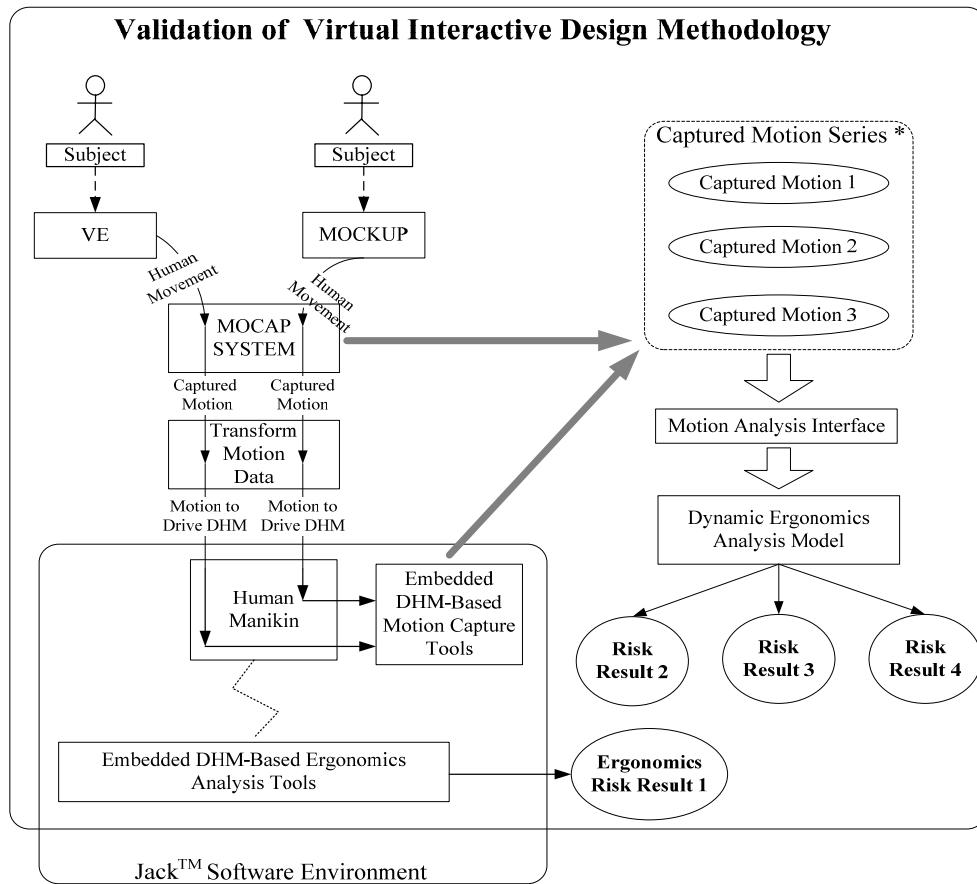 Validation of Virtual Interactive Design Methodology
Subject
Subject
VE
MOCKUP
Human
Movement
Human
Movement
MOCAP
SYSTEM
Captured
Motion
Captured
Motion
Transform
Motion
Data
Motion to
Drive DHM
Motion to
Drive DHM
Human
Manikin
Embedded
DHM-Based
Motion Capture
Tools
Embedded DHM-Based Ergonomics
Analysis Tools
Jack™ Software Environment
Captured Motion Series *
Captured Motion 1
Captured Motion 2
Captured Motion 3
Motion Analysis Interface
Dynamic Ergonomics
Analysis Model
Risk
Result 2
Risk
Result 3
Risk
Result 4
Ergonomics
Risk Result 1